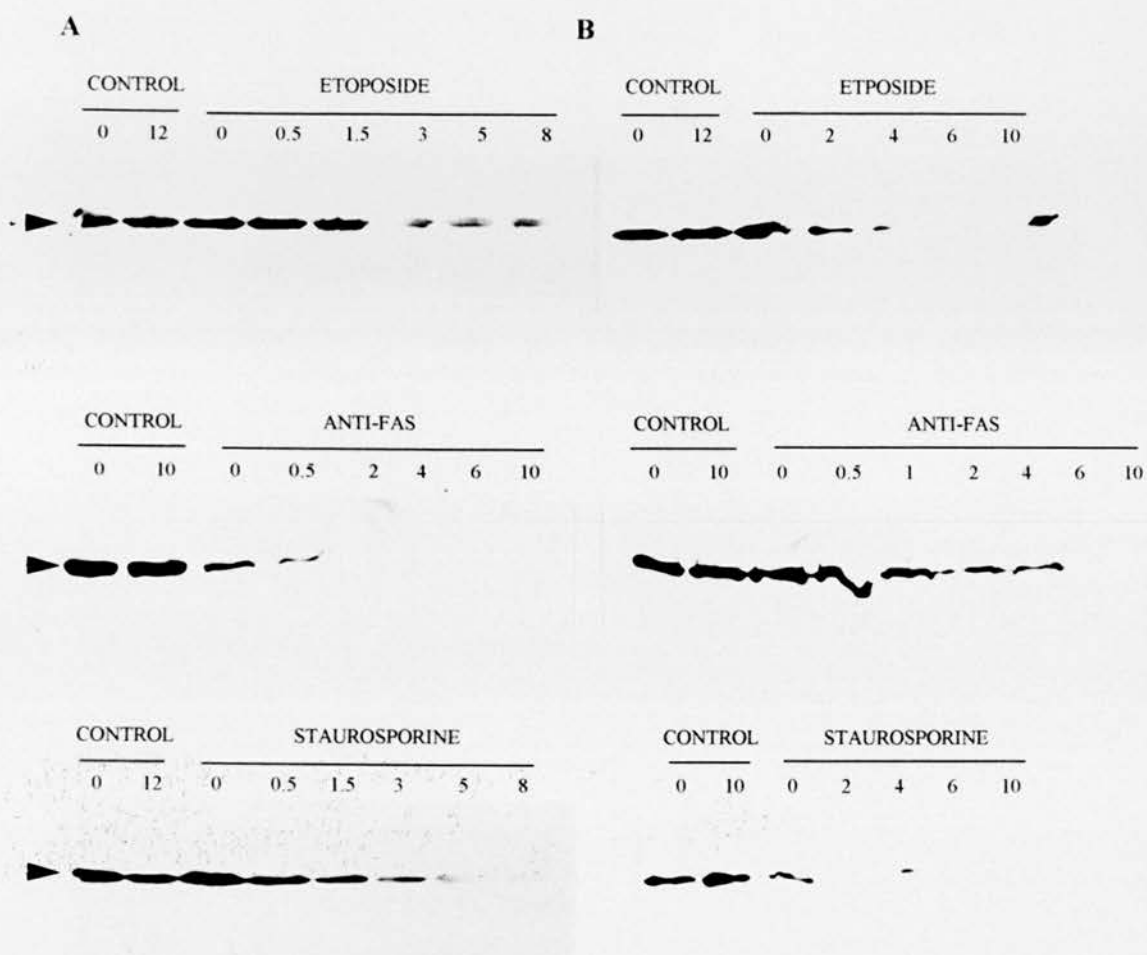 A
CONTROL ETOPOSIDE
0 12 0 0.5 1.5 3 5 8
CONTROL ANTI-FAS
0 10 0 0.5 2 4 6 10
CONTROL STAUROSPORINE
0 12 0 0.5 1.5 3 5 8
B
CONTROL ETPOSIDE
0 12 0 2 4 6 10
CONTROL ANTI-FAS
0 10 0 0.5 1 2 4 6 10
CONTROL STAUROSPORINE
0 10 0 2 4 6 10